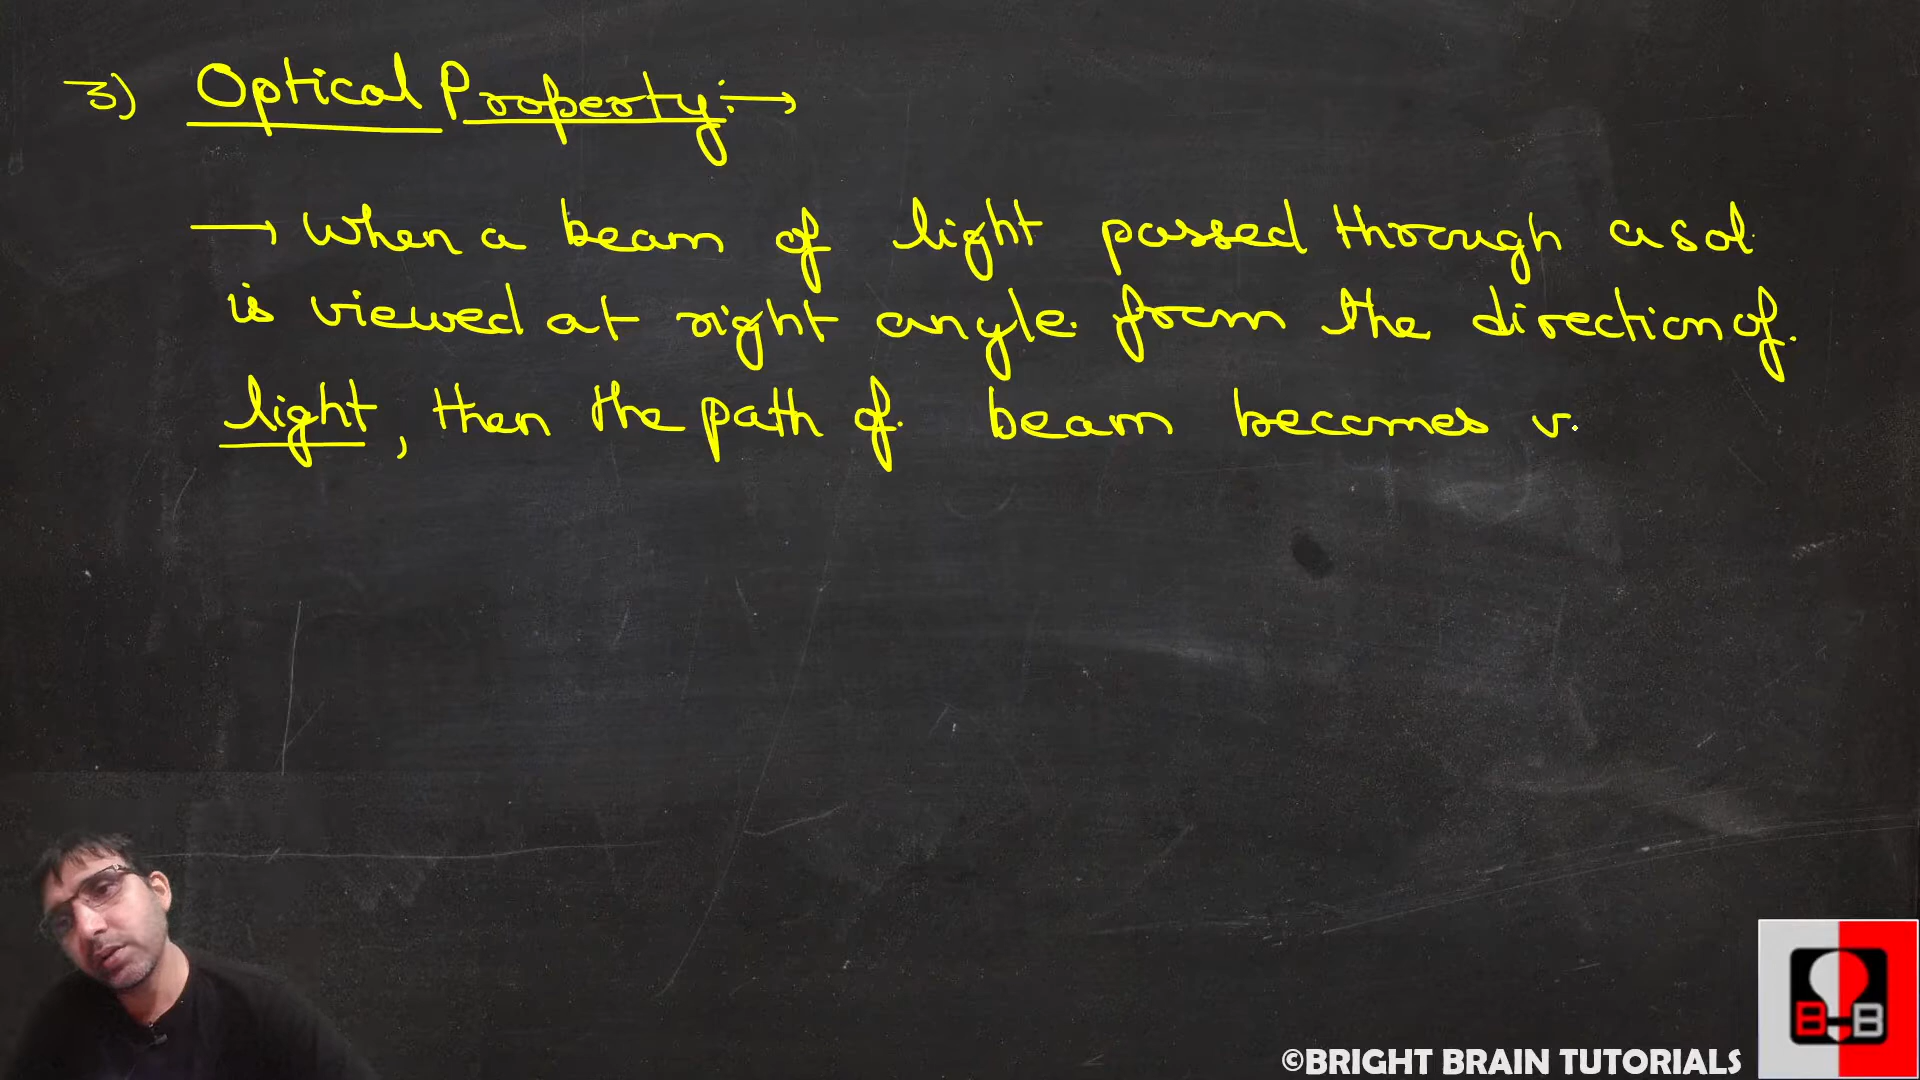 3) Optical Property:→
→ When a beam of light passed through a sol
is viewed at right angle from the direction of
light, then the path of beam becomes v
B B
©BRIGHT BRAIN TUTORIALS